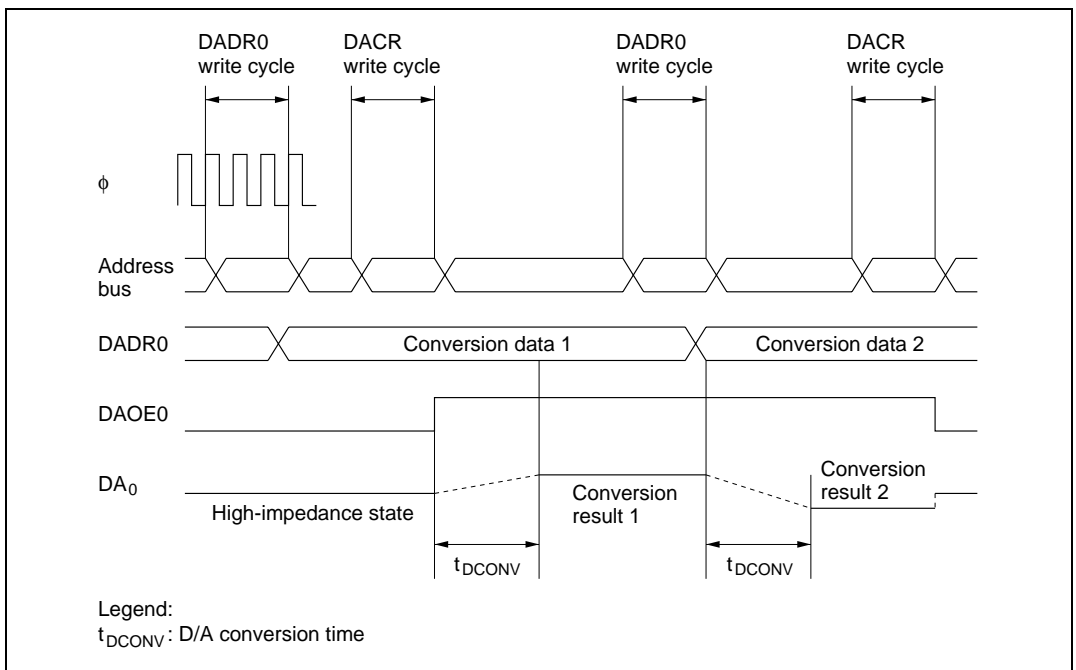 DADR0
write cycle
DACR
write cycle
DADR0
write cycle
DACR
write cycle
φ
Address
bus
DADR0
Conversion data 1
Conversion data 2
DAOE0
DA0
High-impedance state
Conversion
result 1
Conversion
result 2
tDCONV
tDCONV
Legend:
tDCONV : D/A conversion time